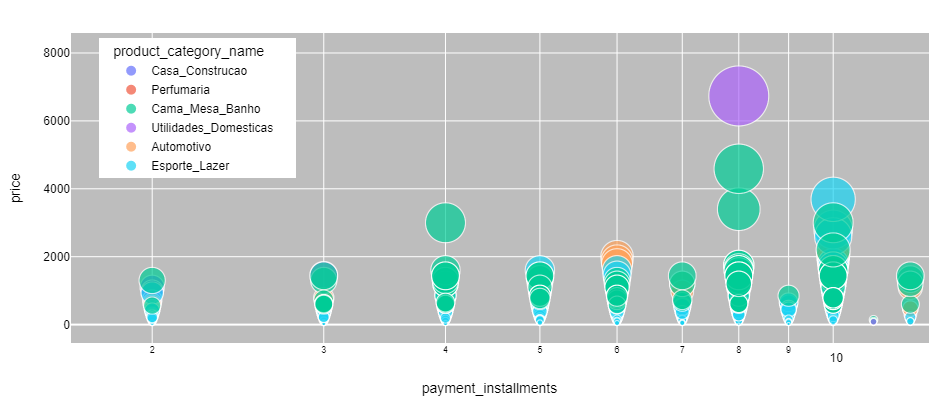 product_category_name
Casa_Construcao
Perfumaria
Cama_Mesa_Banho
Utilidades_Domesticas
Automotivo
Esporte_Lazer
8000
6000
4000
2000
0
price
2 3 4 5 6 7 8 9 10
payment_installments